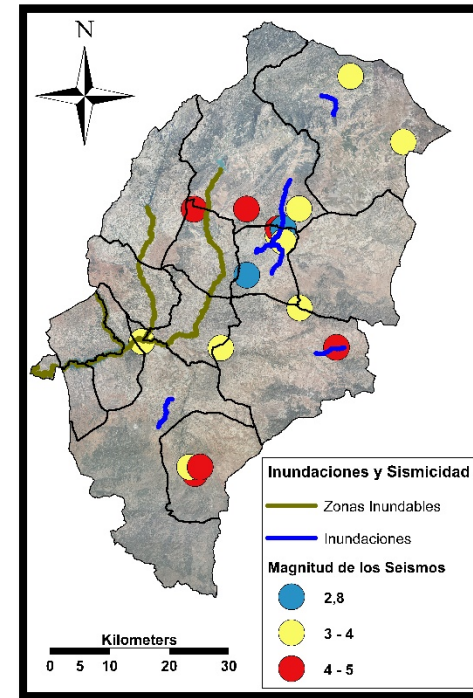 N
Inundaciones y Sismicidad
Zonas Inundables
Inundaciones
Magnitud de los Seismos
2,8
3 - 4
4 - 5
Kilometers
0 5 10 20 30